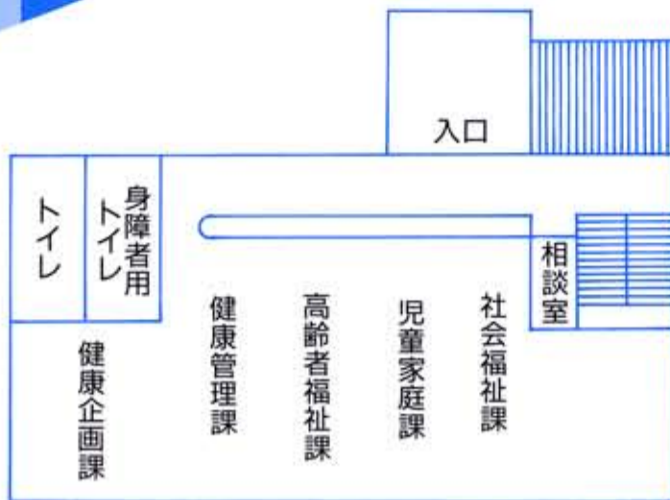 入口
トイレ
身障者用
トイレ
相談室
社会福祉課
児童家庭課
高齢者福祉課
健康管理課
健康企画課